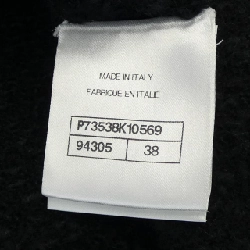 MADE IN ITALY
FABRIQUE EN ITALIE
P73538K10569
94305 38